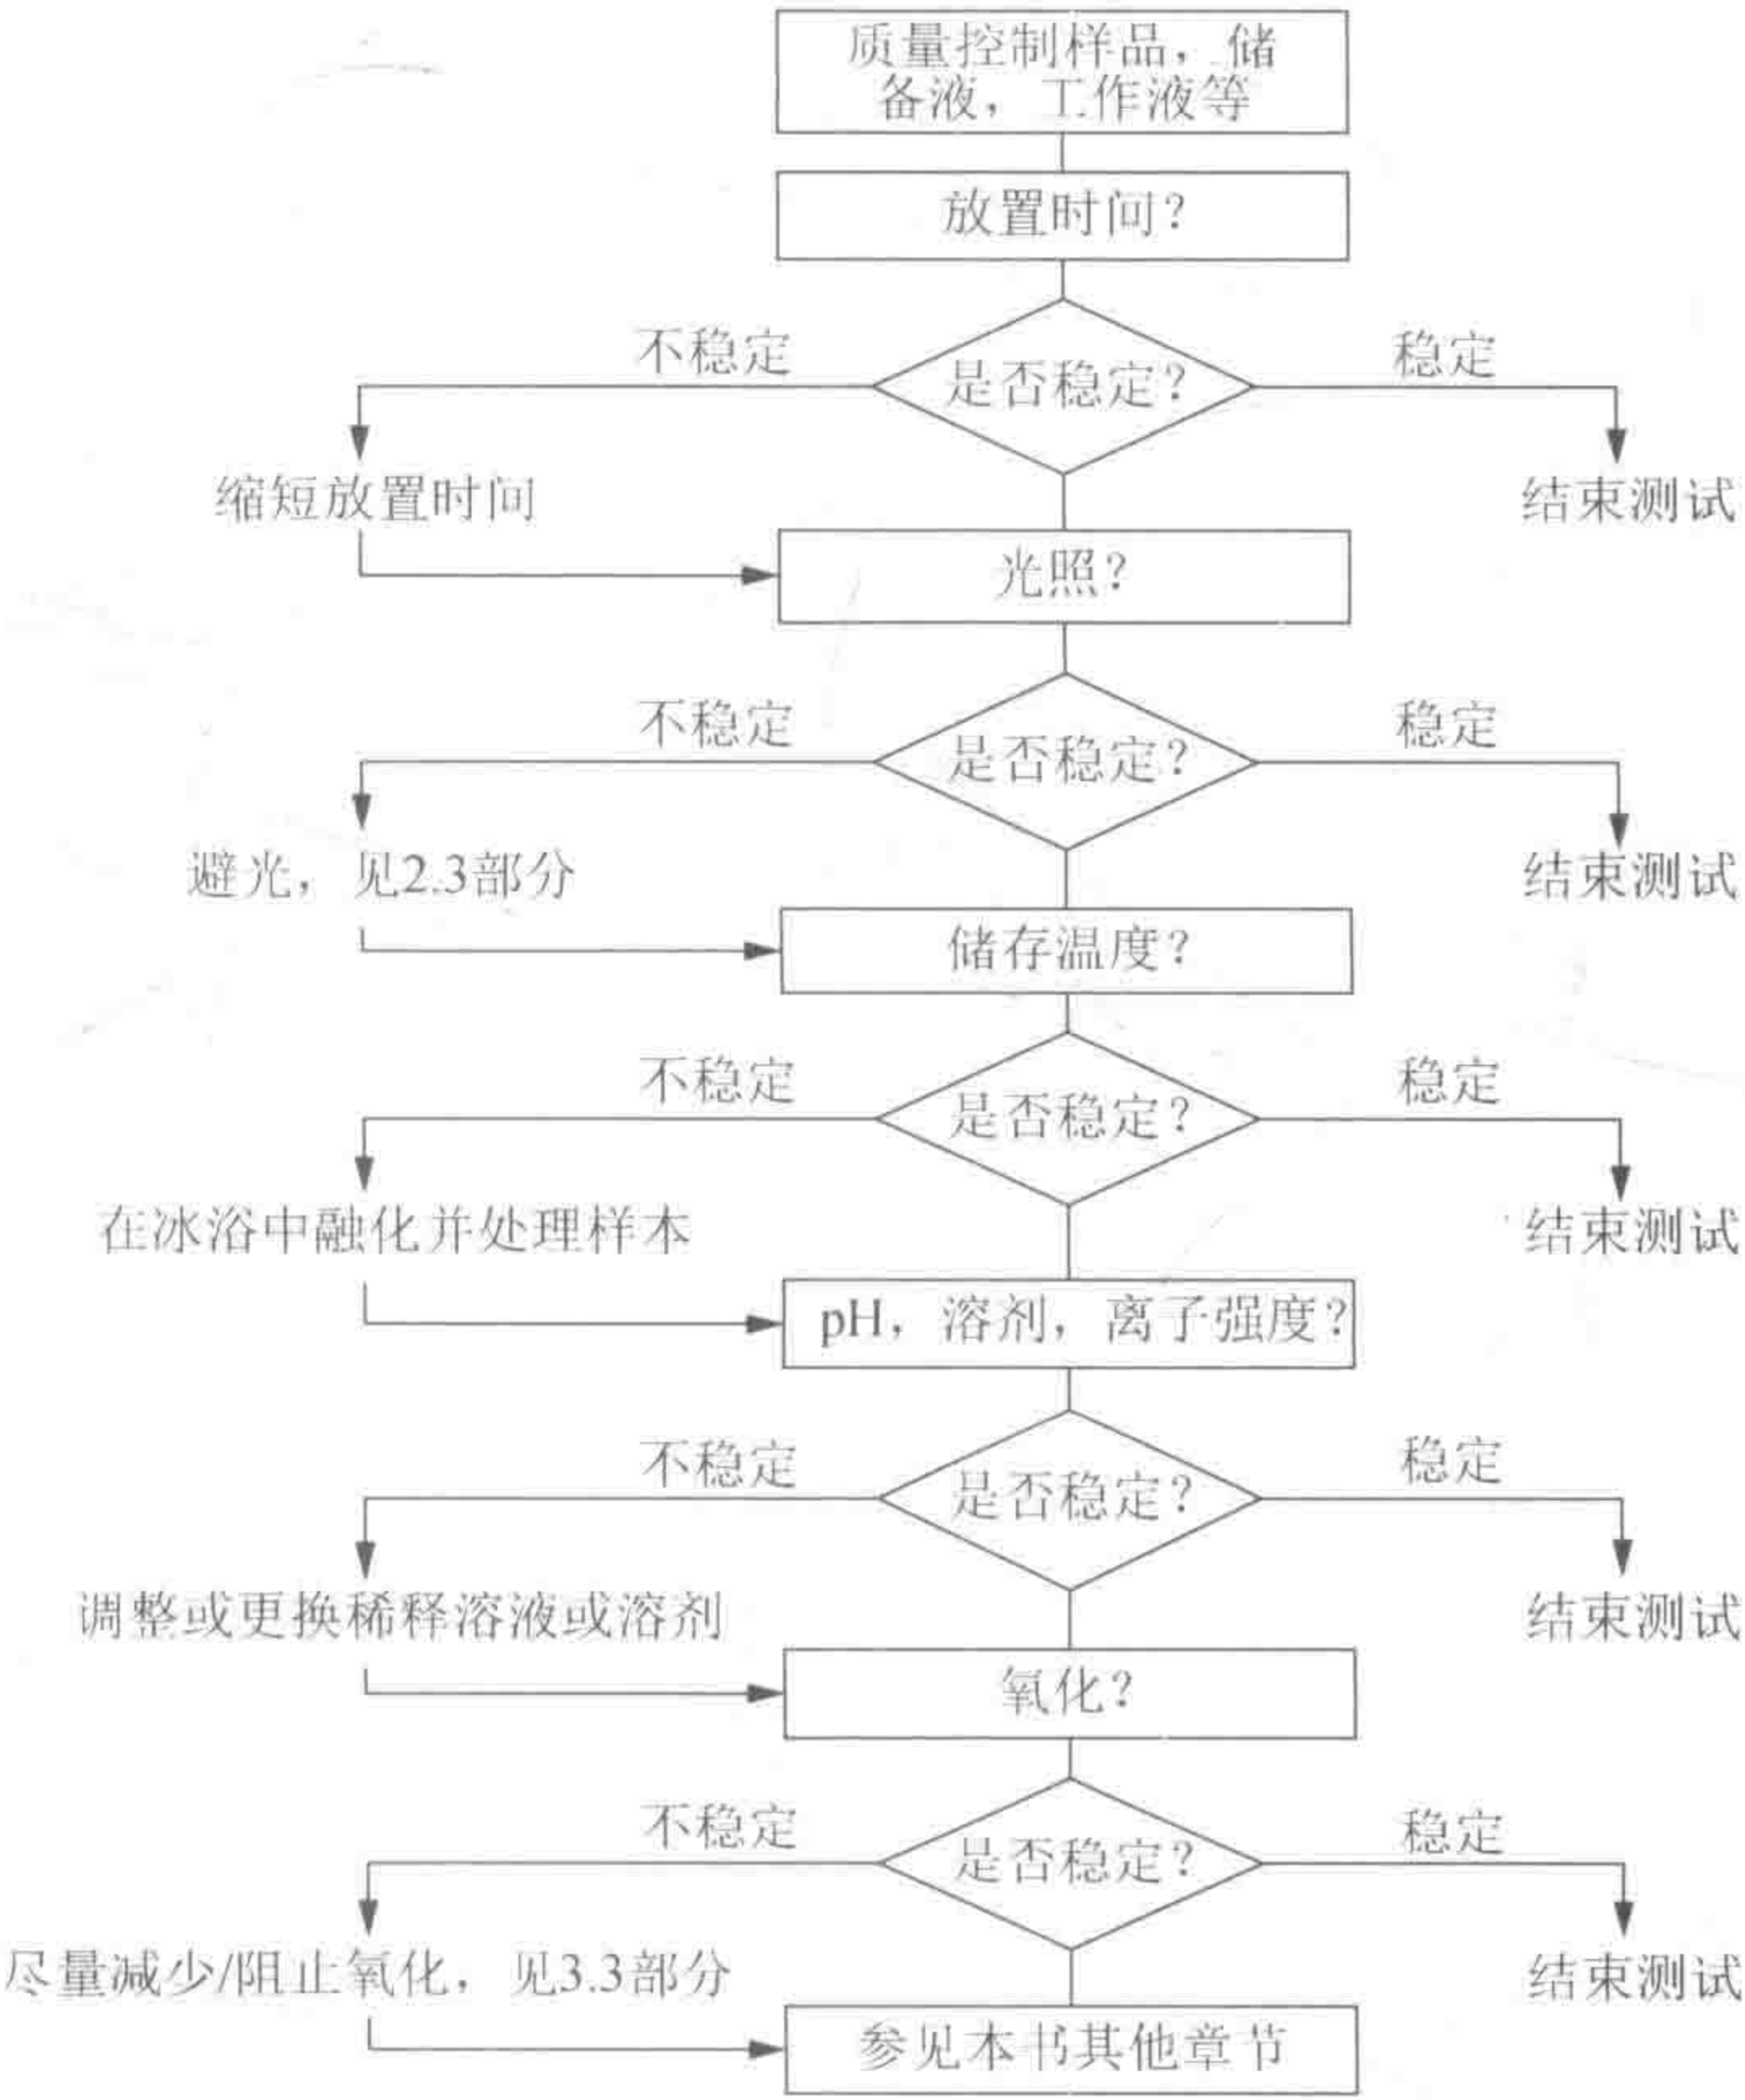 质量控制样品，储
备液，工作液等
放置时间？
是否稳定？
不稳定
稳定
缩短放置时间
结束测试
光照？
是否稳定？
不稳定
稳定
避光，见2.3部分
结束测试
储存温度？
是否稳定？
不稳定
稳定
在冰浴中融化并处理样本
结束测试
pH，溶剂，离子强度？
是否稳定？
不稳定
稳定
调整或更换稀释溶液或溶剂
结束测试
氧化？
是否稳定？
不稳定
稳定
尽量减少/阻止氧化，见3.3部分
结束测试
参见本书其他章节